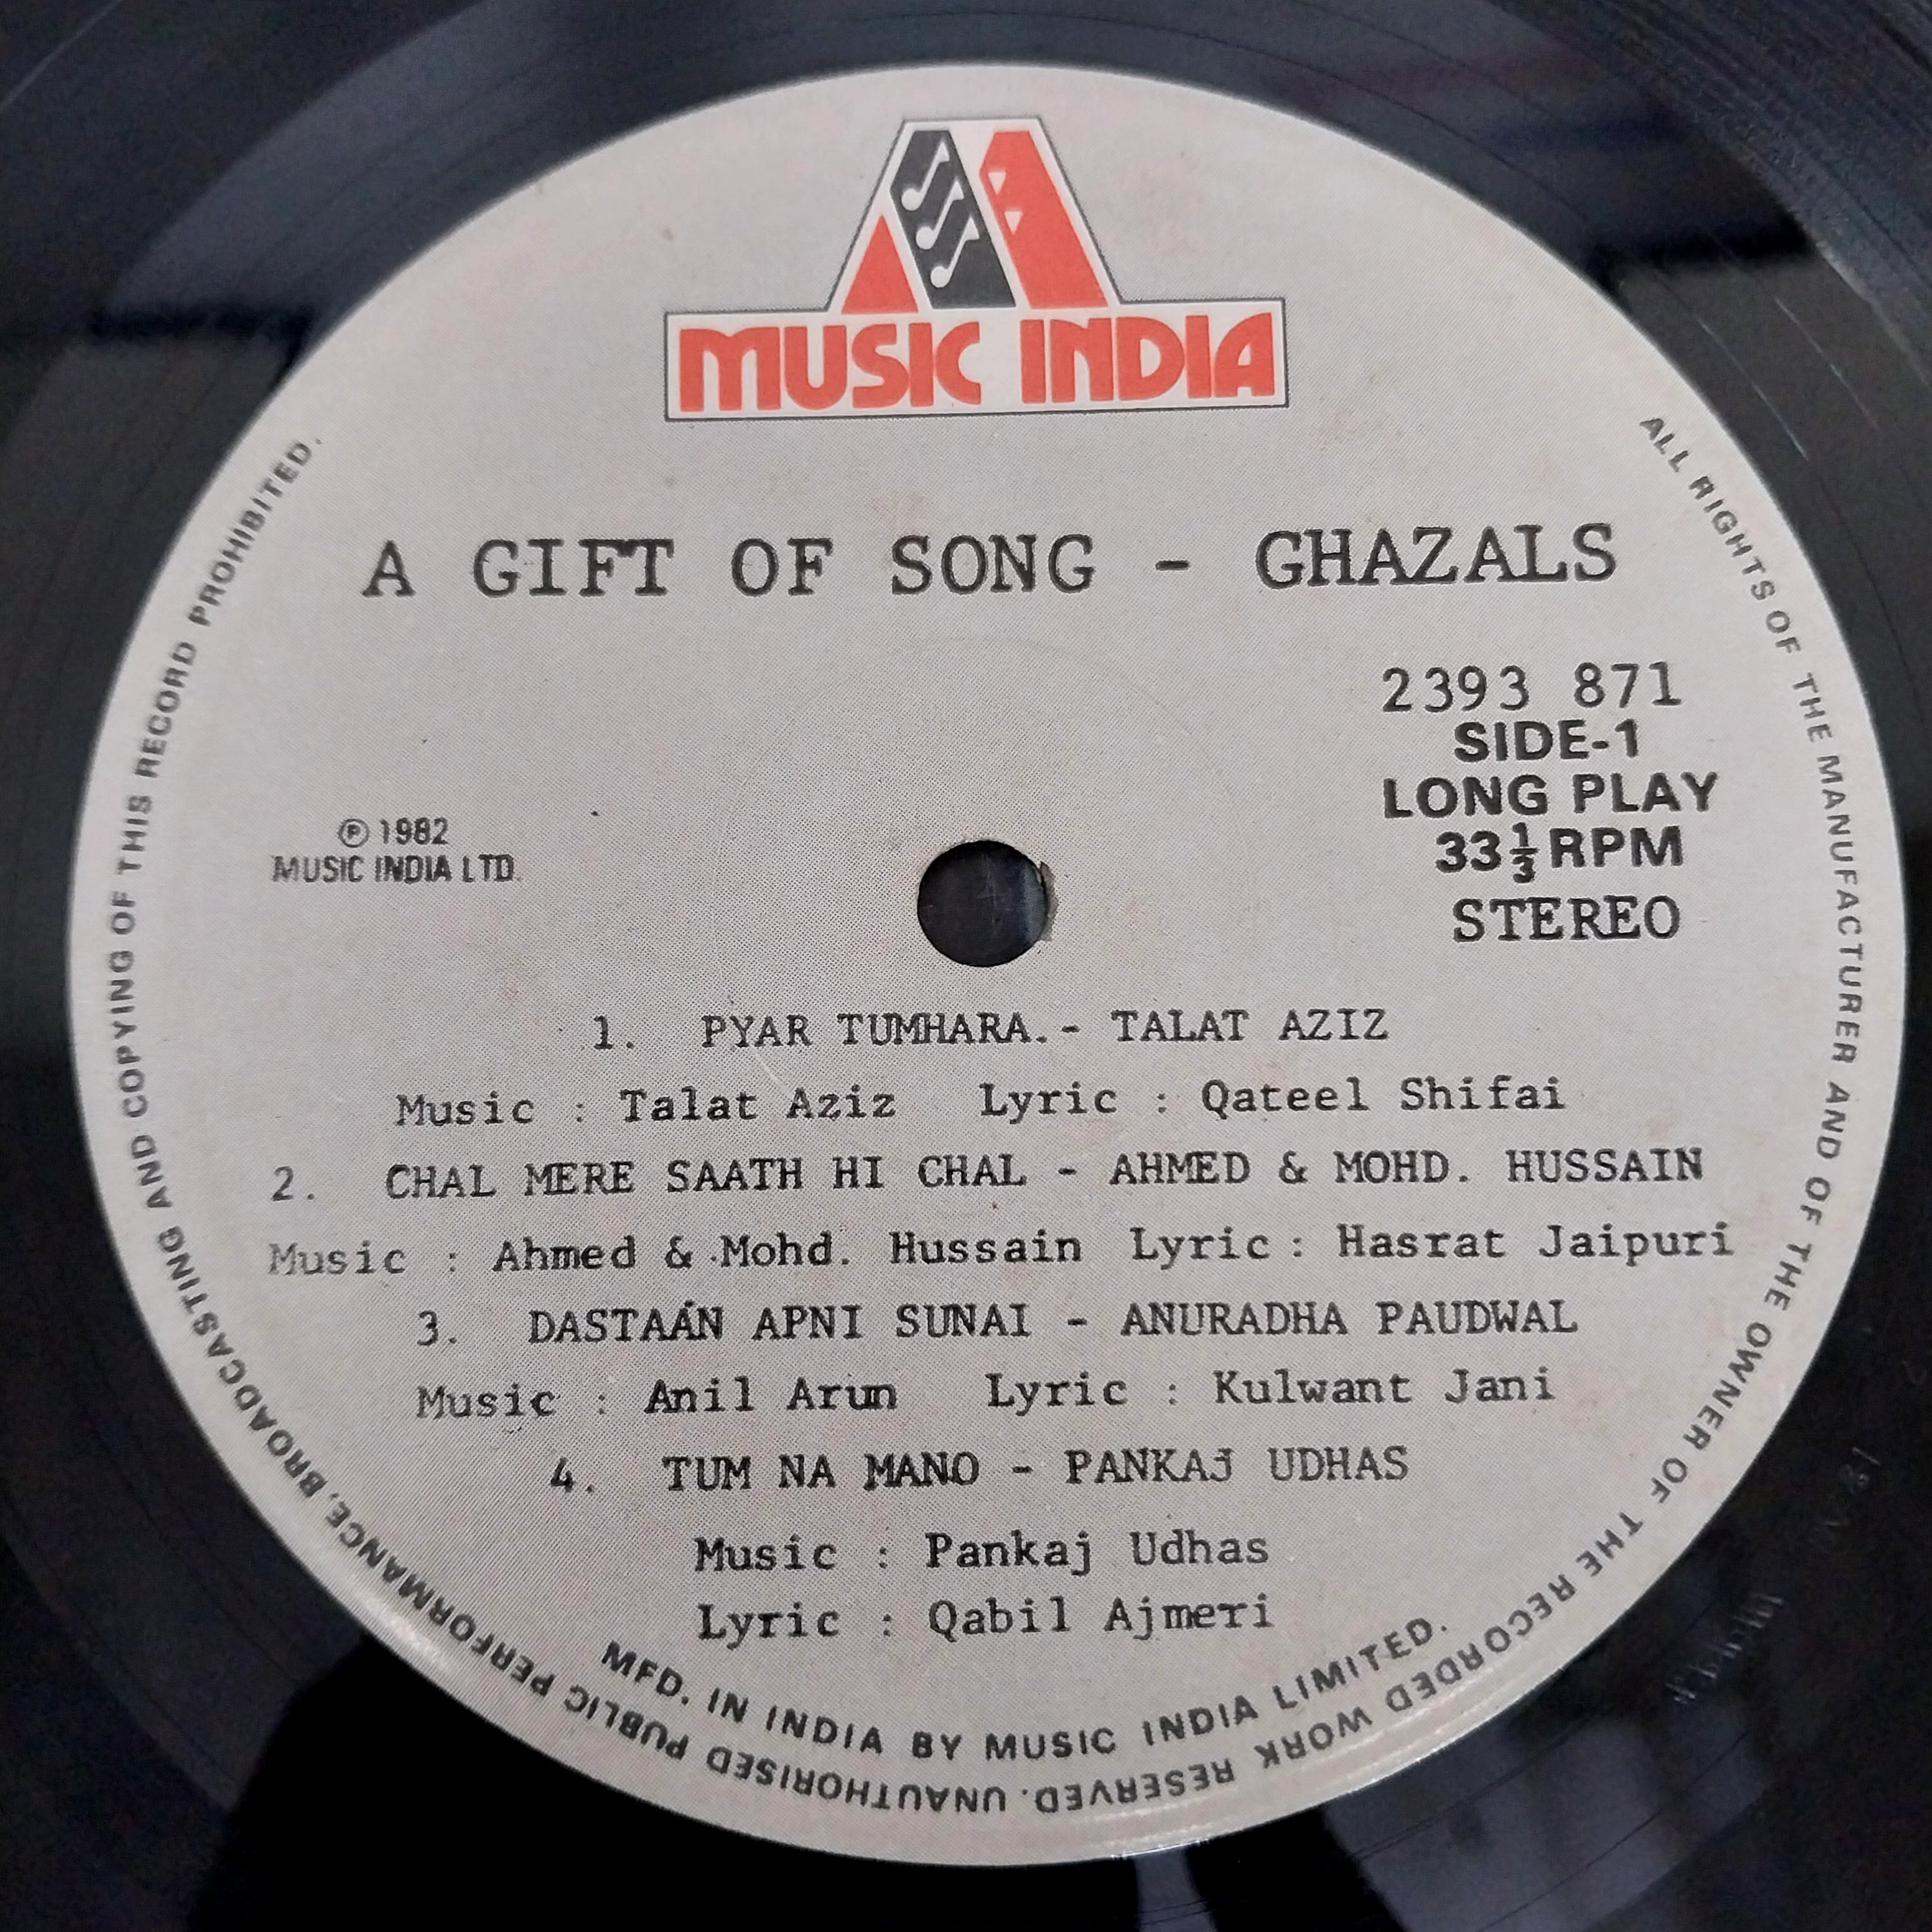 MUSIC INDIA
A GIFT OF SONG - GHAZALS
2393 871
SIDE-1
LONG PLAY
33⅓ RPM
STEREO
℗ 1982
MUSIC INDIA LTD.
1. PYAR TUMHARA.- TALAT AZIZ
Music : Talat Aziz Lyric : Qateel Shifai
2. CHAL MERE SAATH HI CHAL - AHMED & MOHD. HUSSAIN
Music : Ahmed & Mohd. Hussain Lyric : Hasrat Jaipuri
3. DASTAÁN APNI SUNAI - ANURADHA PAUDWAL
Music : Anil Arun Lyric : Kulwant Jani
4. TUM NA MANO - PANKAJ UDHAS
Music : Pankaj Udhas
Lyric : Qabil Ajmeri
MFD. IN INDIA BY MUSIC INDIA LIMITED.
ALL RIGHTS OF THE MANUFACTURER AND OF THE OWNER OF THE RECORDED WORK RESERVED. UNAUTHORISED PUBLIC PERFORMANCE, BROADCASTING AND COPYING OF THIS RECORD PROHIBITED.